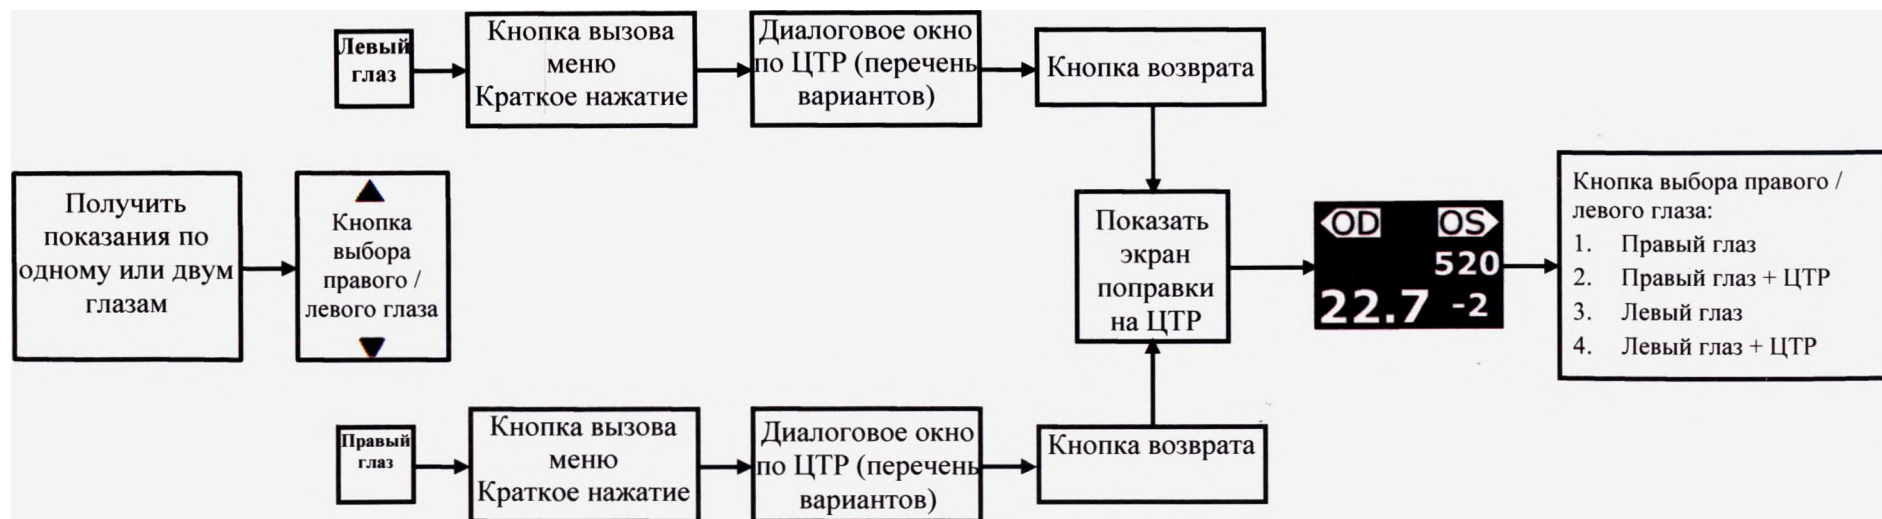 Левый
глаз
Кнопка вызова
меню
Краткое нажатие
Диалоговое окно
по ЦТР (перечень
вариантов)
Кнопка возврата
Получить
показания по
одному или двум
глазам
Кнопка
выбора
правого /
левого глаза
Показать
экран
поправки
на ЦТР
OD OS
520
22.7 -2
Кнопка выбора правого /
левого глаза:
1. Правый глаз
2. Правый глаз + ЦТР
3. Левый глаз
4. Левый глаз + ЦТР
Правый
глаз
Кнопка вызова
меню
Краткое нажатие
Диалоговое окно
по ЦТР (перечень
вариантов)
Кнопка возврата